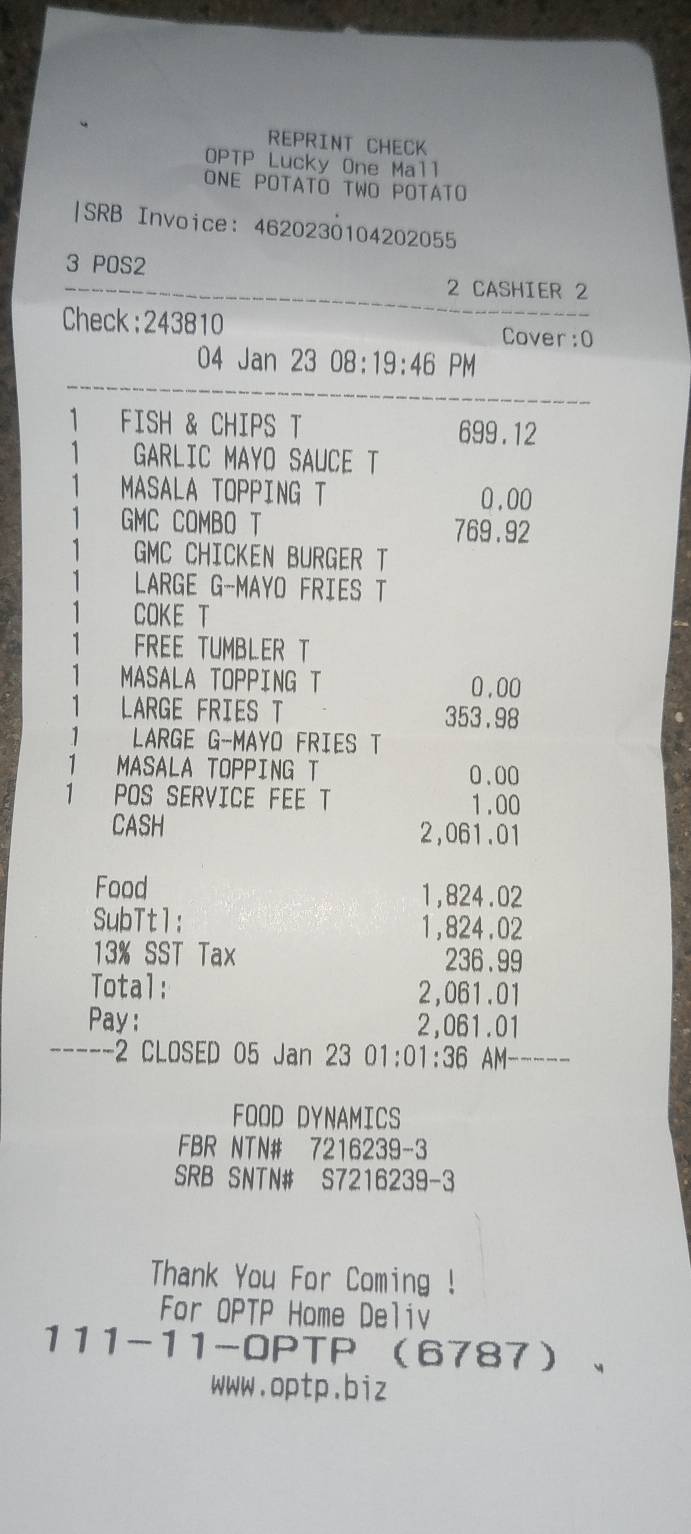 REPRINT CHECK
OPTP Lucky One Mall
ONE POTATO TWO POTATO
|SRB Invoice: 46202301042020​55
3 POS2
2 CASHIER 2
Check:243810
Cover:0
04 Jan 23 08:19:46 PM
1 FISH & CHIPS T 699.12
1 GARLIC MAYO SAUCE T
1 MASALA TOPPING T 0.00
1 GMC COMBO T 769.92
1 GMC CHICKEN BURGER T
1 LARGE G-MAYO FRIES T
1 COKE T
1 FREE TUMBLER T
1 MASALA TOPPING T 0.00
1 LARGE FRIES T 353.98
1 LARGE G-MAYO FRIES T
1 MASALA TOPPING T 0.00
1 POS SERVICE FEE T 1.00
CASH 2,061.01
Food 1,824.02
SubTtl: 1,824.02
13% SST Tax 236.99
Total: 2,061.01
Pay: 2,061.01
-----2 CLOSED 05 Jan 23 01:01:36 AM-----
FOOD DYNAMICS
FBR NTN# 7216239-3
SRB SNTN# S7216239-3
Thank You For Coming !
For OPTP Home Deliv
111-11-OPTP (6787)
www.optp.biz